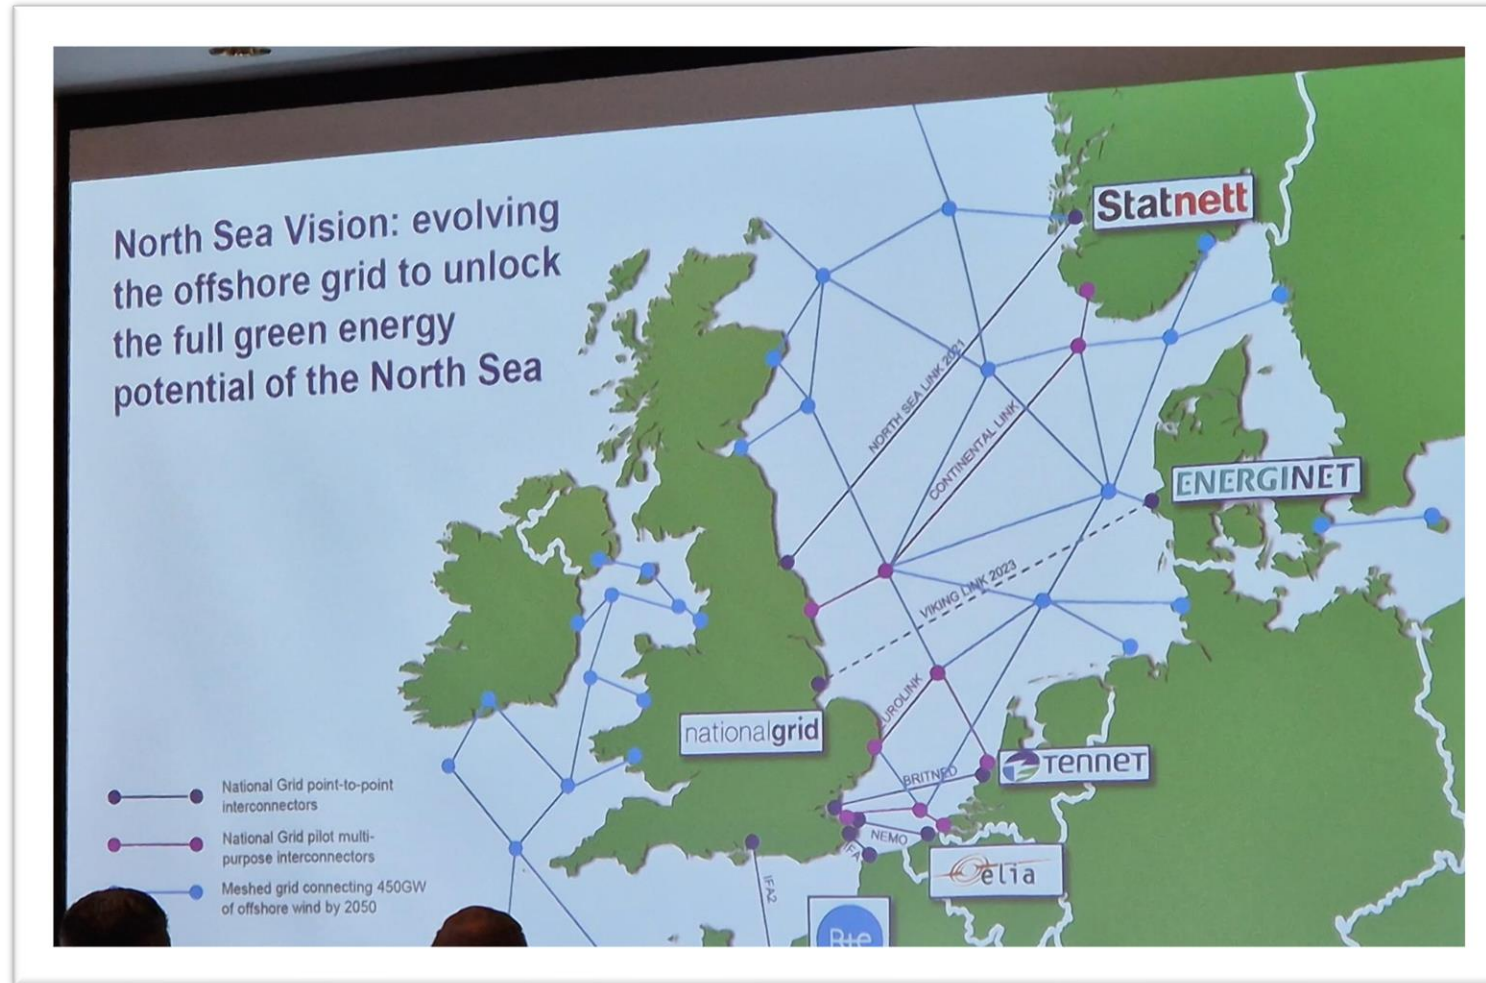 North Sea Vision: evolving
the offshore grid to unlock
the full green energy
potential of the North Sea
Statnett
NORTH SEA LINK 2021
CONTINENTAL LINK
ENERGINET
VIKING LINK 2023
EUROLINK
nationalgrid
TenneT
BRITNED
NEMO
IFA
elia
IFA2
Rte
National Grid point-to-point
interconnectors
National Grid pilot multi-
purpose interconnectors
Meshed grid connecting 450GW
of offshore wind by 2050